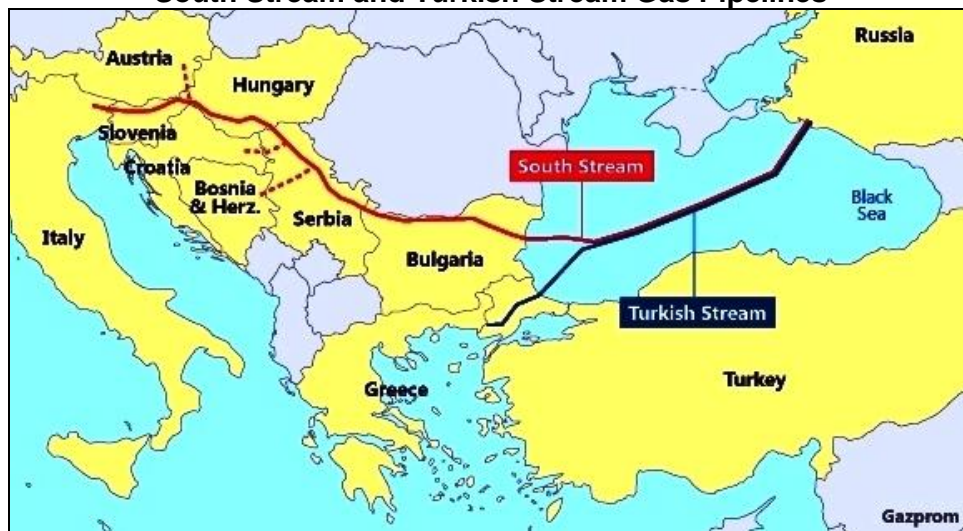 South Stream and Turkish Stream Gas Pipelines
Austria
Russia
Hungary
Slovenia
Croatia
South Stream
Bosnia
& Herz.
Serbia
Black
Sea
Italy
Bulgaria
Turkish Stream
Turkey
Greece
Gazprom